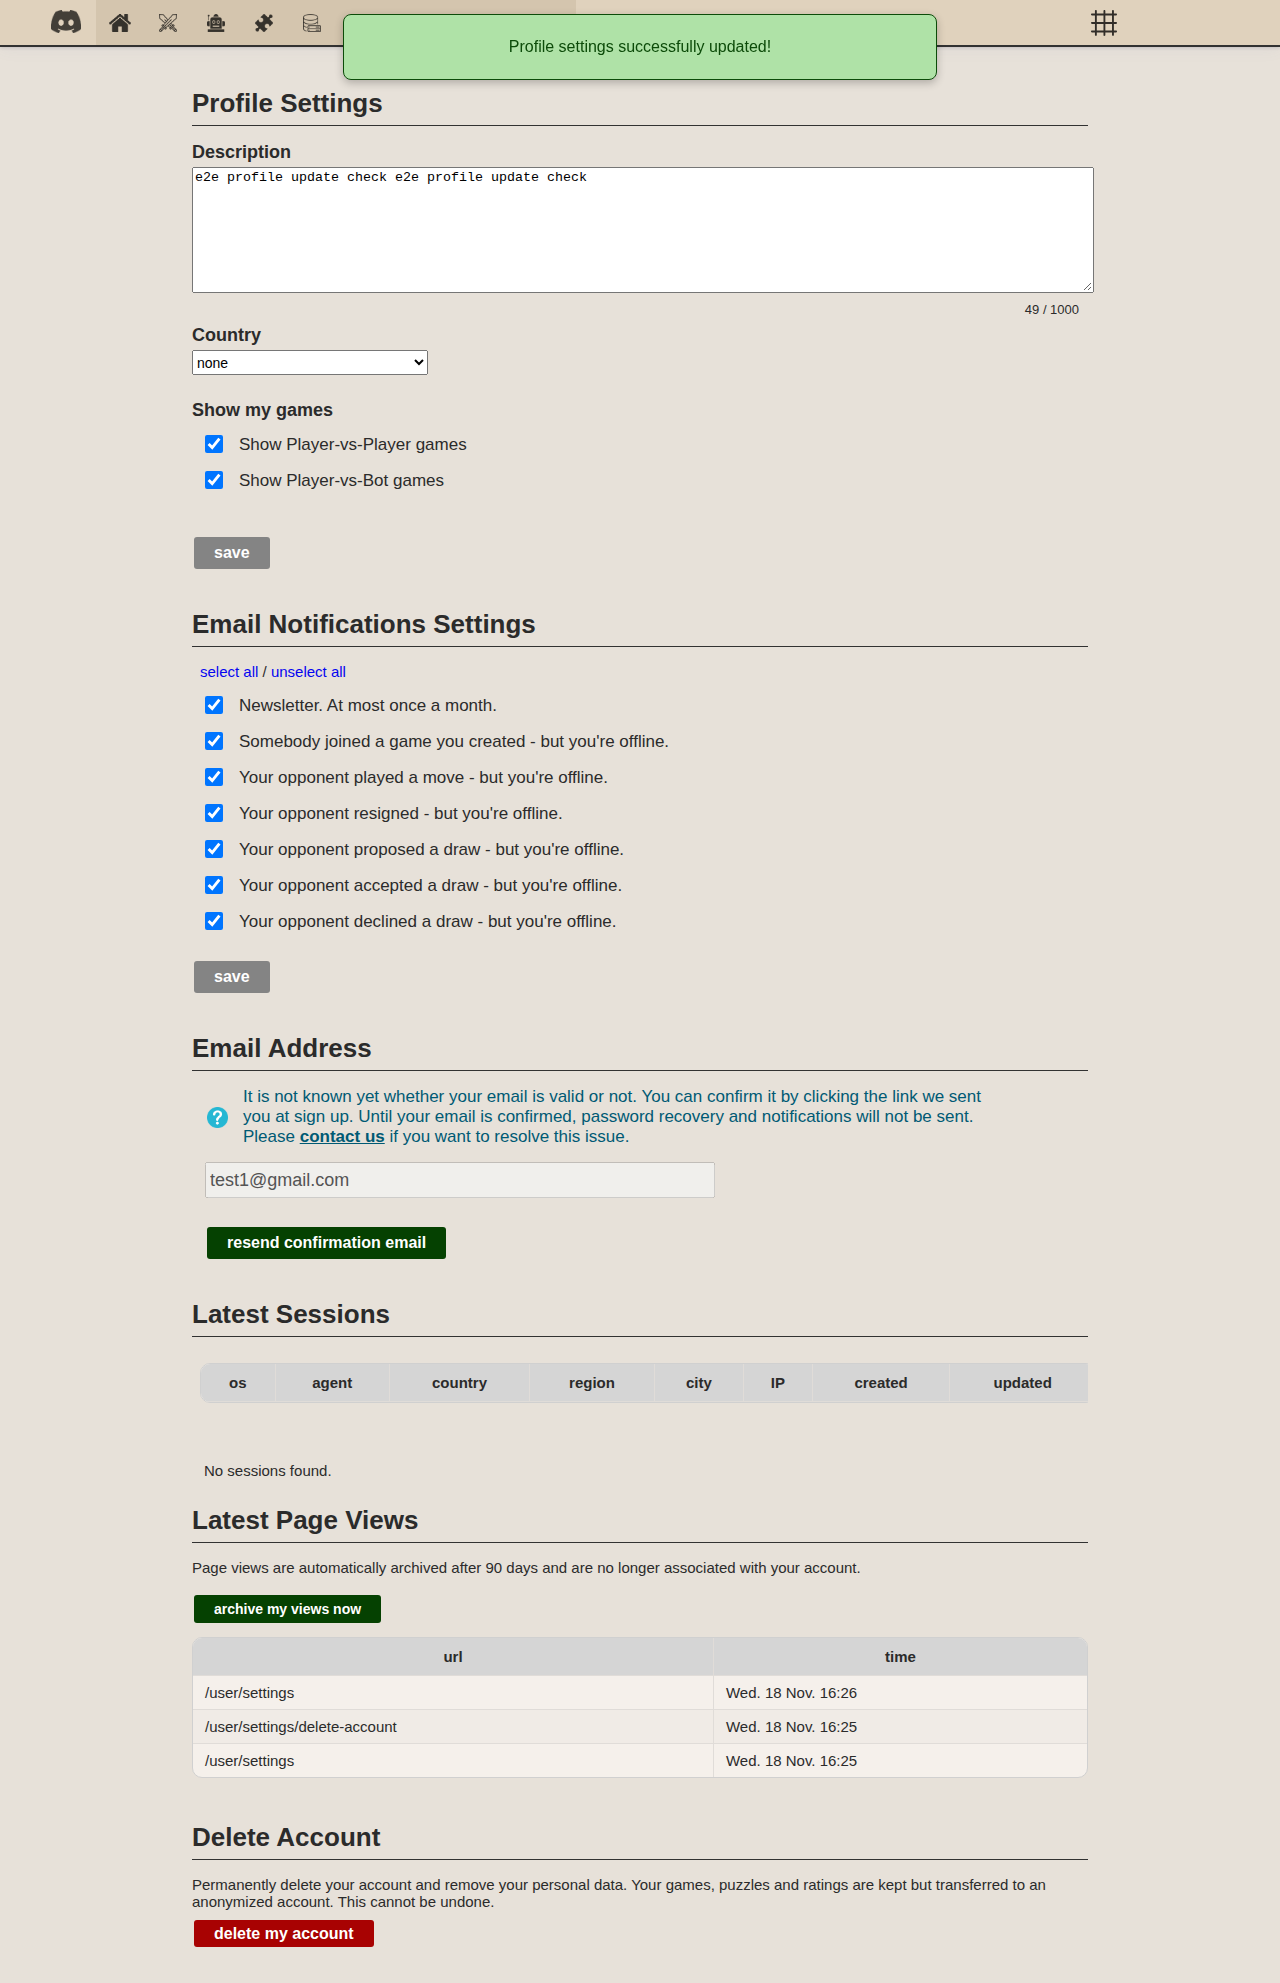 Profile settings successfully updated!
Profile Settings
Description
e2e profile update check e2e profile update check
49 / 1000
Country
none
Show my games
Show Player-vs-Player games
Show Player-vs-Bot games
save
Email Notifications Settings
select all / unselect all
Newsletter. At most once a month.
Somebody joined a game you created - but you're offline.
Your opponent played a move - but you're offline.
Your opponent resigned - but you're offline.
Your opponent proposed a draw - but you're offline.
Your opponent accepted a draw - but you're offline.
Your opponent declined a draw - but you're offline.
save
Email Address
It is not known yet whether your email is valid or not. You can confirm it by clicking the link we sent
you at sign up. Until your email is confirmed, password recovery and notifications will not be sent.
Please contact us if you want to resolve this issue.
test1@gmail.com
resend confirmation email
Latest Sessions
os agent country region city IP created updated
No sessions found.
Latest Page Views
Page views are automatically archived after 90 days and are no longer associated with your account.
archive my views now
url time
/user/settings Wed. 18 Nov. 16:26
/user/settings/delete-account Wed. 18 Nov. 16:25
/user/settings Wed. 18 Nov. 16:25
Delete Account
Permanently delete your account and remove your personal data. Your games, puzzles and ratings are kept but transferred to an
anonymized account. This cannot be undone.
delete my account